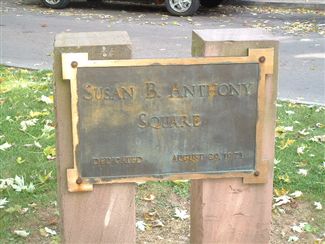 SUSAN B. ANTHONY
SQUARE
DEDICATED AUGUST